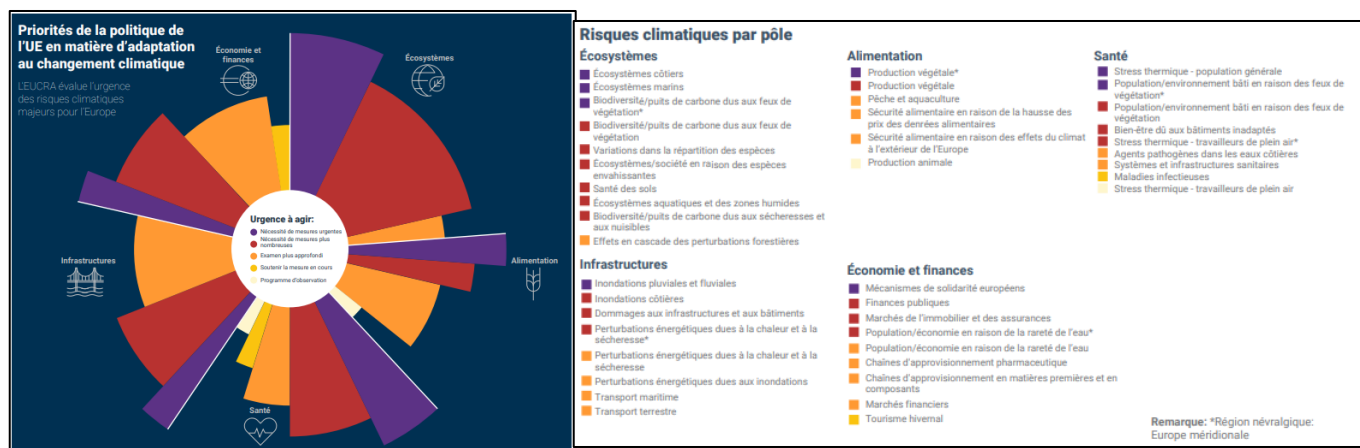 Priorités de la politique de
l'UE en matière d'adaptation
au changement climatique
L'EUCRA évalue l'urgence
des risques climatiques
majeurs pour l'Europe
Économie et
finances
Écosystèmes
Urgence à agir:
Nécessité de mesures urgentes
Nécessité de mesures plus
nombreuses
Examen plus approfondi
Soutenir la mesure en cours
Programme d'observation
Infrastructures
Alimentation
Santé
Risques climatiques par pôle
Écosystèmes
Écosystèmes côtiers
Écosystèmes marins
Biodiversité/puits de carbone dus aux feux de
végétation*
Biodiversité/puits de carbone dus aux feux de
végétation
Variations dans la répartition des espèces
Écosystèmes/société en raison des espèces
envahissantes
Santé des sols
Écosystèmes aquatiques et des zones humides
Biodiversité/puits de carbone dus aux sécheresses et
aux nuisibles
Effets en cascade des perturbations forestières
Alimentation
Production végétale*
Production végétale
Pêche et aquaculture
Sécurité alimentaire en raison de la hausse des
prix des denrées alimentaires
Sécurité alimentaire en raison des effets du climat
à l'extérieur de l'Europe
Production animale
Santé
Stress thermique - population générale
Population/environnement bâti en raison des feux de
végétation*
Population/environnement bâti en raison des feux de
végétation
Bien-être dû aux bâtiments inadaptés
Stress thermique - travailleurs de plein air*
Agents pathogènes dans les eaux côtières
Systèmes et infrastructures sanitaires
Maladies infectieuses
Stress thermique - travailleurs de plein air
Infrastructures
Inondations pluviales et fluviales
Inondations côtières
Dommages aux infrastructures et aux bâtiments
Perturbations énergétiques dues à la chaleur et à la
sécheresse*
Perturbations énergétiques dues à la chaleur et à la
sécheresse
Perturbations énergétiques dues aux inondations
Transport maritime
Transport terrestre
Économie et finances
Mécanismes de solidarité européens
Finances publiques
Marchés de l'immobilier et des assurances
Population/économie en raison de la rareté de l'eau*
Population/économie en raison de la rareté de l'eau
Chaînes d'approvisionnement pharmaceutique
Chaînes d'approvisionnement en matières premières et en
composants
Marchés financiers
Tourisme hivernal
Remarque: *Région névralgique:
Europe méridionale